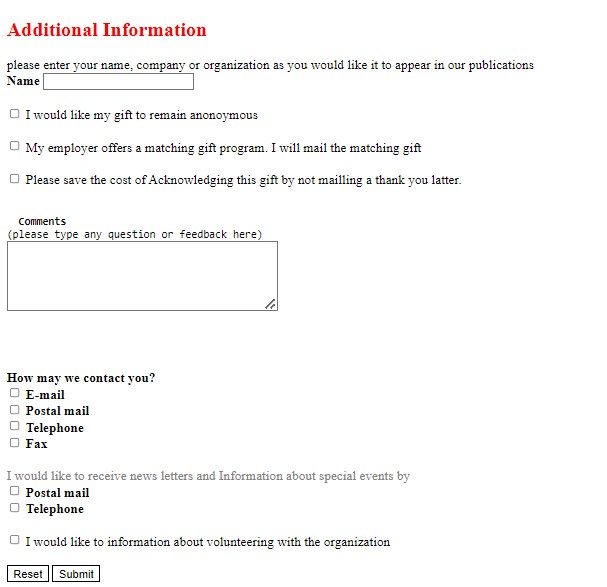 Additional Information
please enter your name, company or organization as you would like it to appear in our publications
Name
I would like my gift to remain anonoymous
My employer offers a matching gift program. I will mail the matching gift
Please save the cost of Acknowledging this gift by not mailling a thank you latter.
Comments
(please type any question or feedback here)
How may we contact you?
E-mail
Postal mail
Telephone
Fax
I would like to receive news letters and Information about special events by
Postal mail
Telephone
I would like to information about volunteering with the organization
Reset Submit